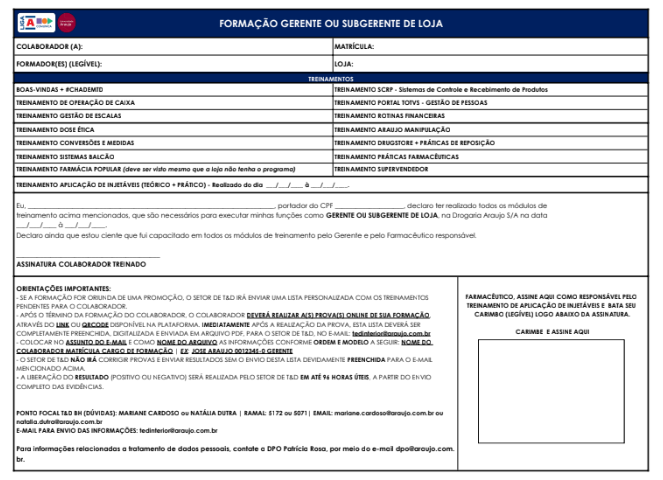 LIGA
A
FORMAÇÃO GERENTE OU SUBGERENTE DE LOJA
COLABORADOR (A):
MATRÍCULA:
FORMADOR(ES) (LEGÍVEL):
LOJA:
TREINAMENTOS
BOAS-VINDAS + #CHADEMTD
TREINAMENTO SCRP - Sistemas de Controle e Recebimento de Produtos
TREINAMENTO DE OPERAÇÃO DE CAIXA
TREINAMENTO PORTAL TOTVS - GESTÃO DE PESSOAS
TREINAMENTO GESTÃO DE ESCALAS
TREINAMENTO ROTINAS FINANCEIRAS
TREINAMENTO DOSE ÉTICA
TREINAMENTO ARAUJO MANIPULAÇÃO
TREINAMENTO CONVERSÕES E MEDIDAS
TREINAMENTO DRUGSTORE + PRÁTICAS DE REPOSIÇÃO
TREINAMENTO SISTEMAS BALCÃO
TREINAMENTO PRÁTICAS FARMACÊUTICAS
TREINAMENTO FARMÁCIA POPULAR (deve ser visto mesmo que a loja não tenha o programa)
TREINAMENTO SUPERVENDEDOR
TREINAMENTO APLICAÇÃO DE INJETÁVEIS (TEÓRICO + PRÁTICO) - Realizado do dia ___/___/____ à ___/___/____.
Eu, ____________________, portador do CPF ____________________, declaro ter realizado todos os módulos de
treinamento acima mencionados, que são necessários para executar minhas funções como GERENTE OU SUBGERENTE DE LOJA, na Drogaria Araujo S/A na data
___/___/____ à ___/___/____.
Declaro ainda que estou ciente que fui capacitado em todos os módulos de treinamento pelo Gerente e pelo Farmacêutico responsável.
ASSINATURA COLABORADOR TREINADO
ORIENTAÇÕES IMPORTANTES:
- SE A FORMAÇÃO FOR ORIUNDA DE UMA PROMOÇÃO, O SETOR DE T&D IRÁ ENVIAR UMA LISTA PERSONALIZADA COM OS TREINAMENTOS
PENDENTES PARA O COLABORADOR.
- APÓS O TÉRMINO DA FORMAÇÃO DO COLABORADOR, O COLABORADOR DEVERÁ REALIZAR A(S) PROVA(S) ONLINE DE SUA FORMAÇÃO,
ATRAVÉS DO LINK OU QRCODE DISPONÍVEL NA PLATAFORMA. IMEDIATAMENTE APÓS A REALIZAÇÃO DA PROVA, ESTA LISTA DEVERÁ SER
COMPLETAMENTE PREENCHIDA, DIGITALIZADA E ENVIADA EM ARQUIVO PDF, PARA O SETOR DE T&D, NO E-MAIL: tedinterior@araujo.com.br
- COLOCAR NO ASSUNTO DO E-MAIL E COMO NOME DO ARQUIVO AS INFORMAÇÕES CONFORME ORDEM E MODELO A SEGUIR: NOME DO
COLABORADOR MATRÍCULA CARGO DE FORMAÇÃO | EX: JOSE ARAUJO 0012345-0 GERENTE
- O SETOR DE T&D NÃO IRÁ CORRIGIR PROVAS E ENVIAR RESULTADOS SEM O ENVIO DESTA LISTA DEVIDAMENTE PREENCHIDA PARA O E-MAIL
MENCIONADO ACIMA.
- A LIBERAÇÃO DO RESULTADO (POSITIVO OU NEGATIVO) SERÁ REALIZADA PELO SETOR DE T&D EM ATÉ 96 HORAS ÚTEIS, A PARTIR DO ENVIO
COMPLETO DAS EVIDÊNCIAS.
PONTO FOCAL T&D BH (DÚVIDAS): MARIANE CARDOSO ou NATÁLIA DUTRA | RAMAL: 5172 ou 5071| EMAIL: mariane.cardoso@araujo.com.br ou
natalia.dutra@araujo.com.br
E-MAIL PARA ENVIO DAS INFORMAÇÕES: tedinterior@araujo.com.br
Para informações relacionadas a tratamento de dados pessoais, contate a DPO Patrícia Rosa, por meio do e-mail dpo@araujo.com.
br.
FARMACÊUTICO, ASSINE AQUI COMO RESPONSÁVEL PELO
TREINAMENTO DE APLICAÇÃO DE INJETÁVEIS E BATA SEU
CARIMBO (LEGÍVEL) LOGO ABAIXO DA ASSINATURA.
CARIMBE E ASSINE AQUI